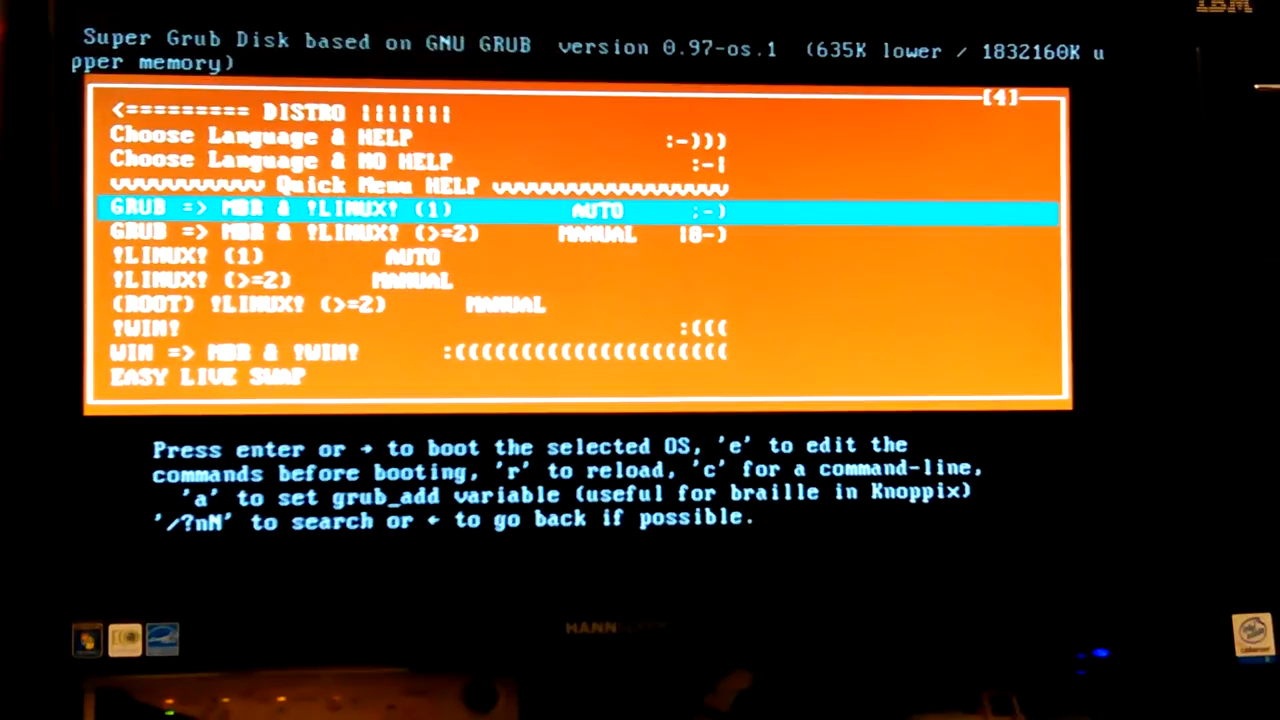 IBM
Super Grub Disk based on GNU GRUB version 0.97-os.1 (635K lower / 1832160K u
pper memory)
[4]
<========= DISTRO |||||||
Choose Language & HELP :-)))
Choose Language & NO HELP :-|
vvvvvvvvvvv Quick Menu HELP vvvvvvvvvvvvvvvvv
GRUB => MBR & !LINUX! (1) AUTO ;-)
GRUB => MBR & !LINUX! (>=2) MANUAL |8-)
!LINUX! (1) AUTO
!LINUX! (>=2) MANUAL
(ROOT) !LINUX! (>=2) MANUAL
!WIN! :(((
WIN => MBR & !WIN! :((((((((((((((((((((
EASY LIVE SWAP
Press enter or → to boot the selected OS, 'e' to edit the
commands before booting, 'r' to reload, 'c' for a command-line,
'a' to set grub_add variable (useful for braille in Knoppix)
'/?nN' to search or ← to go back if possible.